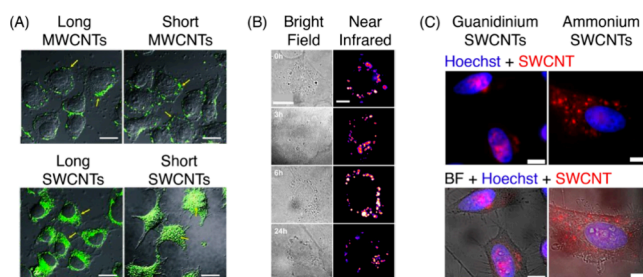 (A)
Long
MWCNTs
Short
MWCNTs
Long
SWCNTs
Short
SWCNTs
(B)
Bright
Field
Near
Infrared
0h
3h
6h
24h
(C)
Guanidinium
SWCNTs
Ammonium
SWCNTs
Hoechst + SWCNT
BF + Hoechst + SWCNT